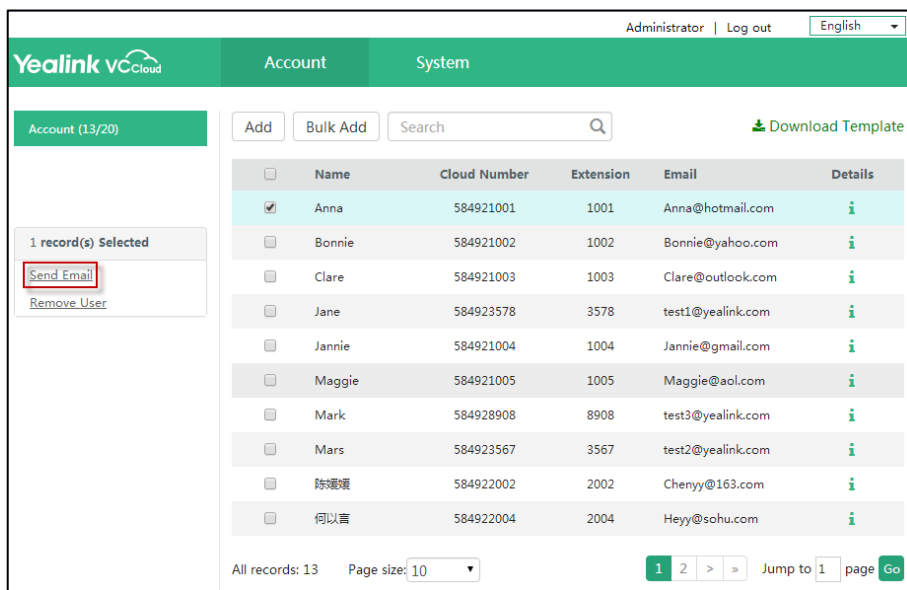 Administrator | Log out English
Yealink VCCloud Account System
Account (13/20)
Add Bulk Add Search Download Template
Name Cloud Number Extension Email Details
Anna 584921001 1001 Anna@hotmail.com
1 record(s) Selected
Send Email
Remove User
Bonnie 584921002 1002 Bonnie@yahoo.com
Clare 584921003 1003 Clare@outlook.com
Jane 584923578 3578 test1@yealink.com
Jannie 584921004 1004 Jannie@gmail.com
Maggie 584921005 1005 Maggie@aol.com
Mark 584928908 8908 test3@yealink.com
Mars 584923567 3567 test2@yealink.com
陈媛媛 584922002 2002 Chenyy@163.com
何以言 584922004 2004 Heyy@sohu.com
All records: 13 Page size: 10 1 2 > » Jump to 1 page Go